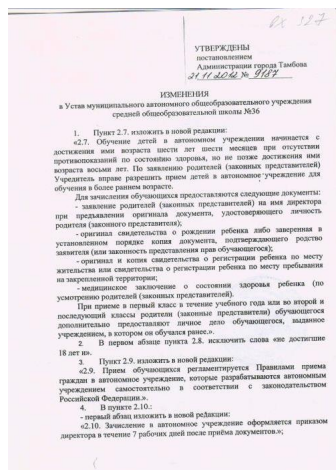 УТВЕРЖДЕНЫ
постановлением
Администрации города Тамбова
21.11.2012 № 9187
ИЗМЕНЕНИЯ
в Устав муниципального автономного общеобразовательного учреждения
средней общеобразовательной школы №36
1. Пункт 2.7. изложить в новой редакции:
«2.7. Обучение детей в автономном учреждении начинается с
достижения ими возраста шести лет шести месяцев при отсутствии
противопоказаний по состоянию здоровья, но не позже достижения ими
возраста восьми лет. По заявлению родителей (законных представителей)
Учредитель вправе разрешить прием детей в автономное учреждение для
обучения в более раннем возрасте.
Для зачисления обучающихся предоставляются следующие документы:
- заявление родителей (законных представителей) на имя директора
при предъявлении оригинала документа, удостоверяющего личность
родителя (законного представителя);
- оригинал свидетельства о рождении ребенка либо заверенная в
установленном порядке копия документа, подтверждающего родство
заявителя (или законность представления прав обучающегося);
- оригинал и копия свидетельства о регистрации ребенка по месту
жительства или свидетельства о регистрации ребенка по месту пребывания
на закрепленной территории;
- медицинское заключение о состоянии здоровья ребенка (по
усмотрению родителей (законных представителей).
При приеме в первый класс в течение учебного года или во второй и
последующий классы родители (законные представители) обучающегося
дополнительно предоставляют личное дело обучающегося, выданное
учреждением, в котором он обучался ранее.».
2. В первом абзаце пункта 2.8. исключить слова «не достигшие
18 лет и».
3. Пункт 2.9. изложить в новой редакции:
«2.9. Прием обучающихся регламентируется Правилами приема
граждан в автономное учреждение, которые разрабатываются автономным
учреждением самостоятельно в соответствии с законодательством
Российской Федерации.».
4. В пункте 2.10.:
- первый абзац изложить в новой редакции:
«2.10. Зачисление в автономное учреждение оформляется приказом
директора в течение 7 рабочих дней после приёма документов.»;